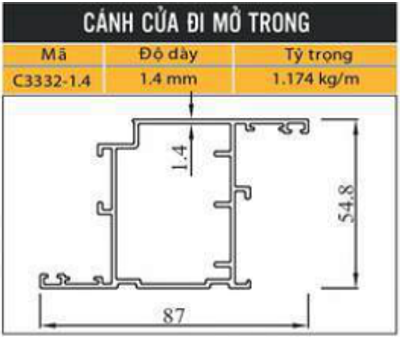 CÁNH CỬA ĐI MỞ TRONG
Mã Độ dày Tỷ trọng
C3332-1.4 1.4 mm 1.174 kg/m
1.4
54.8
87